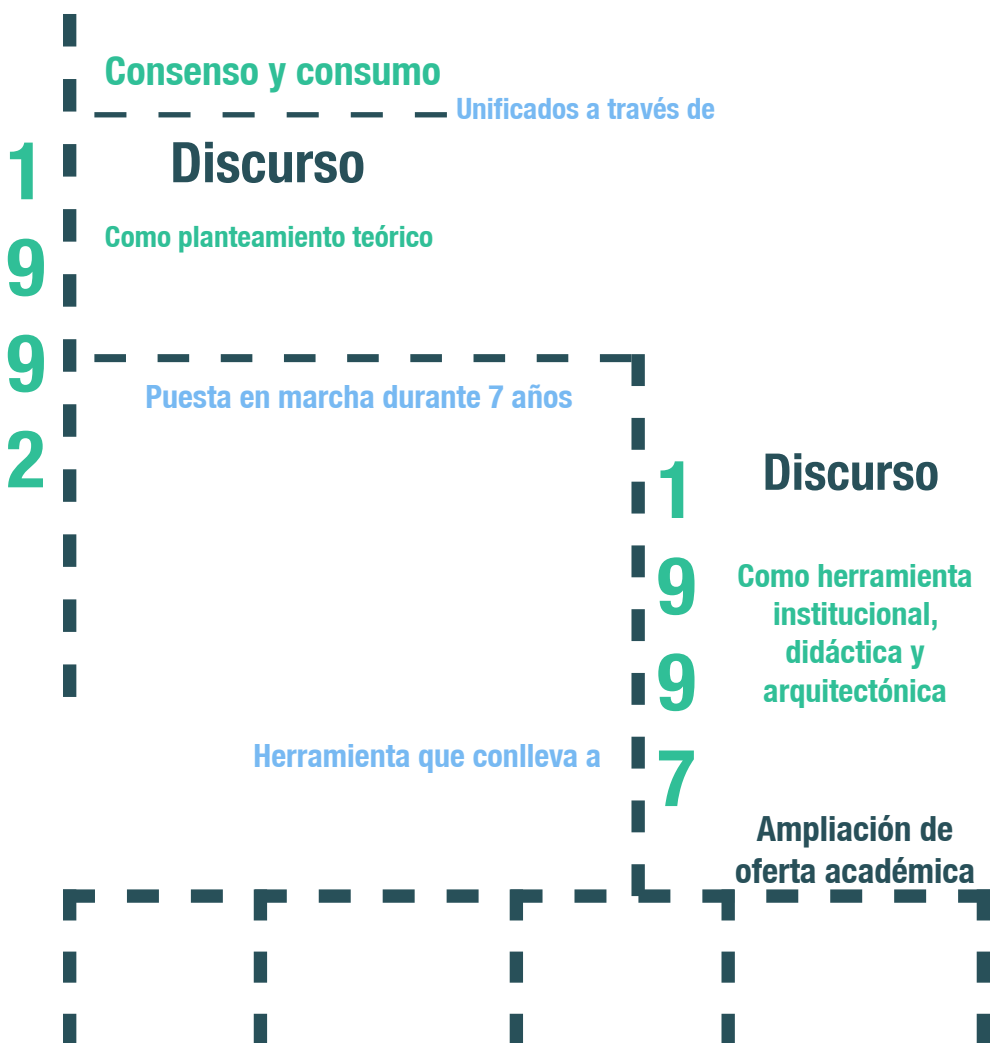 Consenso y consumo
Unificados a través de
Discurso
Como planteamiento teórico
1
9
9
2
Puesta en marcha durante 7 años
1
9
9
7
Discurso
Como herramienta
institucional,
didáctica y
arquitectónica
Herramienta que conlleva a
Ampliación de
oferta académica